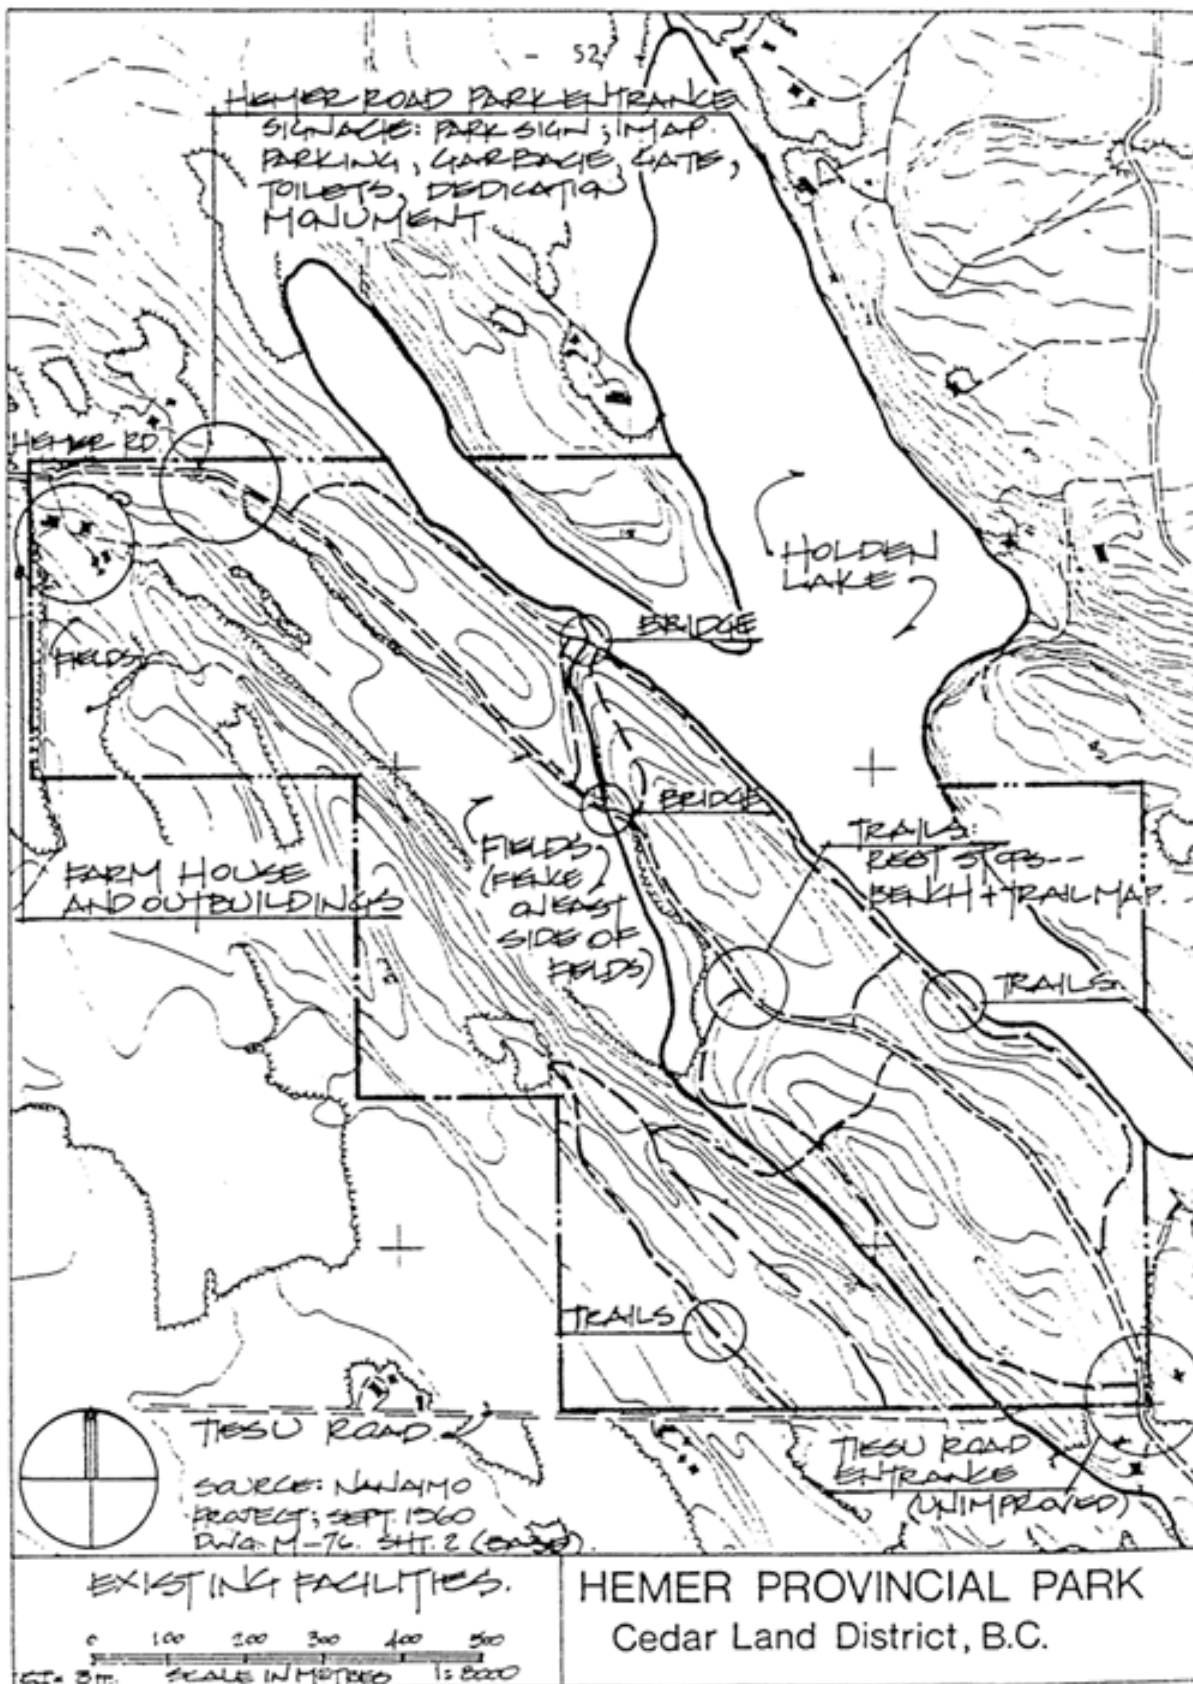 52
HEMER ROAD PARK ENTRANCE
SIGNAGE: PARK SIGN; MAP.
PARKING, GARBAGE, GATE,
TOILETS, DEDICATION
MONUMENT
HEMER RD
HOLDEN
LAKE
BRIDGE
FIELDS
BRIDGE
TRAILS:
REST STOPS--
BENCH + TRAIL MAP.
FARM HOUSE
AND OUTBUILDINGS
FIELDS
(FENCE
ON EAST
SIDE OF
FIELDS)
TRAILS
TRAILS
TIESU ROAD
TIESU ROAD
ENTRANCE
(UNIMPROVED)
SOURCE: NANAIMO
PROJECT; SEPT. 1960
DWG. M-76. SHT. 2 (BASE)
EXISTING FACILITIES.
0 100 200 300 400 500
CI= 3m. SCALE IN METRES 1:8000
HEMER PROVINCIAL PARK
Cedar Land District, B.C.